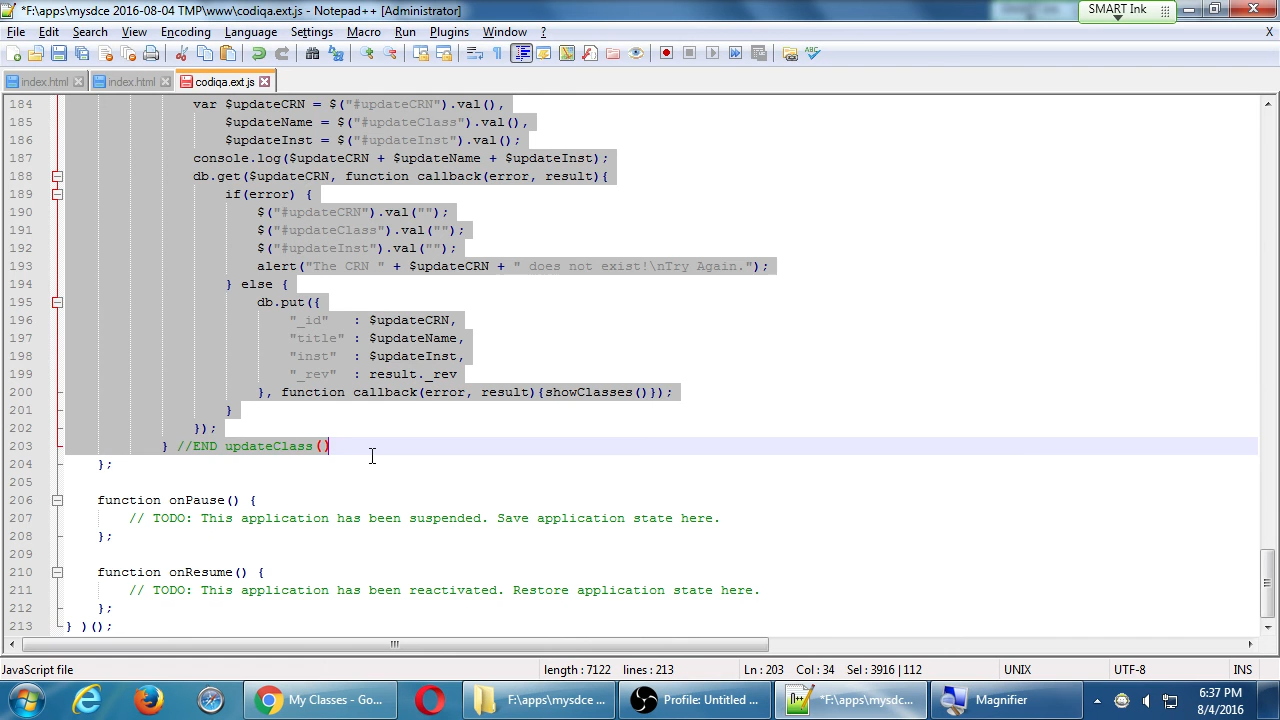 *F:\apps\mysdce 2016-08-04 TMP\www\codiqa.ext.js - Notepad++ [Administrator]
SMART Ink
File Edit Search View Encoding Language Settings Macro Run Plugins Window ? X
index.html index.html codiqa.ext.js
184 var $updateCRN = $("#updateCRN").val(),
185 $updateName = $("#updateClass").val(),
186 $updateInst = $("#updateInst").val();
187 console.log($updateCRN + $updateName + $updateInst);
188 db.get($updateCRN, function callback(error, result){
189 if(error) {
190 $("#updateCRN").val("");
191 $("#updateClass").val("");
192 $("#updateInst").val("");
193 alert("The CRN " + $updateCRN + " does not exist!\nTry Again.");
194 } else {
195 db.put({
196 "_id" : $updateCRN,
197 "title" : $updateName,
198 "inst" : $updateInst,
199 "_rev" : result._rev
200 }, function callback(error, result){showClasses()});
201 }
202 });
203 } //END updateClass()
204 };
205
206 function onPause() {
207 // TODO: This application has been suspended. Save application state here.
208 };
209
210 function onResume() {
211 // TODO: This application has been reactivated. Restore application state here.
212 };
213 } )();
JavaScript file length : 7122 lines : 213 Ln : 203 Col : 34 Sel : 3916 | 112 UNIX UTF-8 INS
My Classes - Go... F:\apps\mysdce ... Profile: Untitled ... *F:\apps\mysdc... Magnifier 6:37 PM
8/4/2016